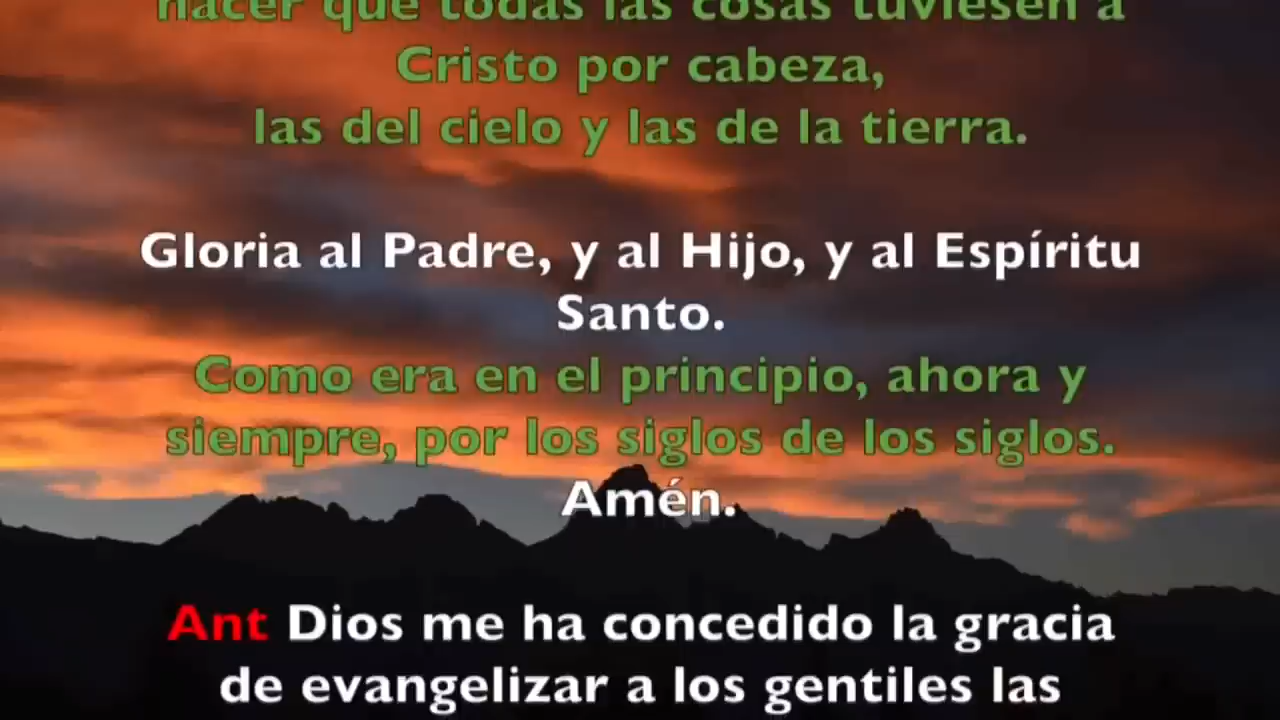 hacer que todas las cosas tuviesen a
Cristo por cabeza,
las del cielo y las de la tierra.
Gloria al Padre, y al Hijo, y al Espíritu
Santo.
Como era en el principio, ahora y
siempre, por los siglos de los siglos.
Amén.
Ant Dios me ha concedido la gracia
de evangelizar a los gentiles las